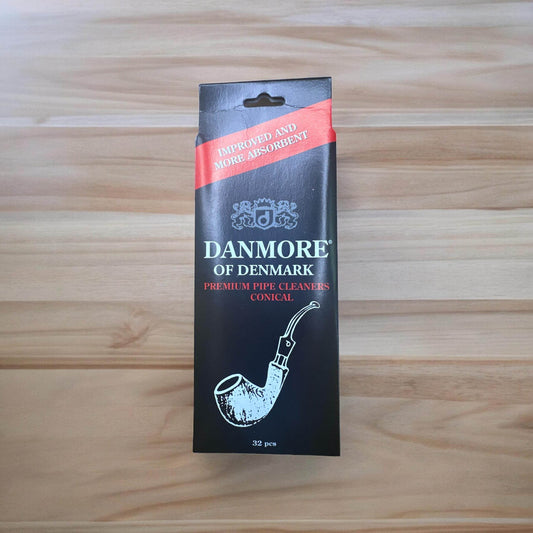 IMPROVED AND
MORE ABSORBENT
DANMORE®
OF DENMARK
PREMIUM PIPE CLEANERS
CONICAL
32 pcs